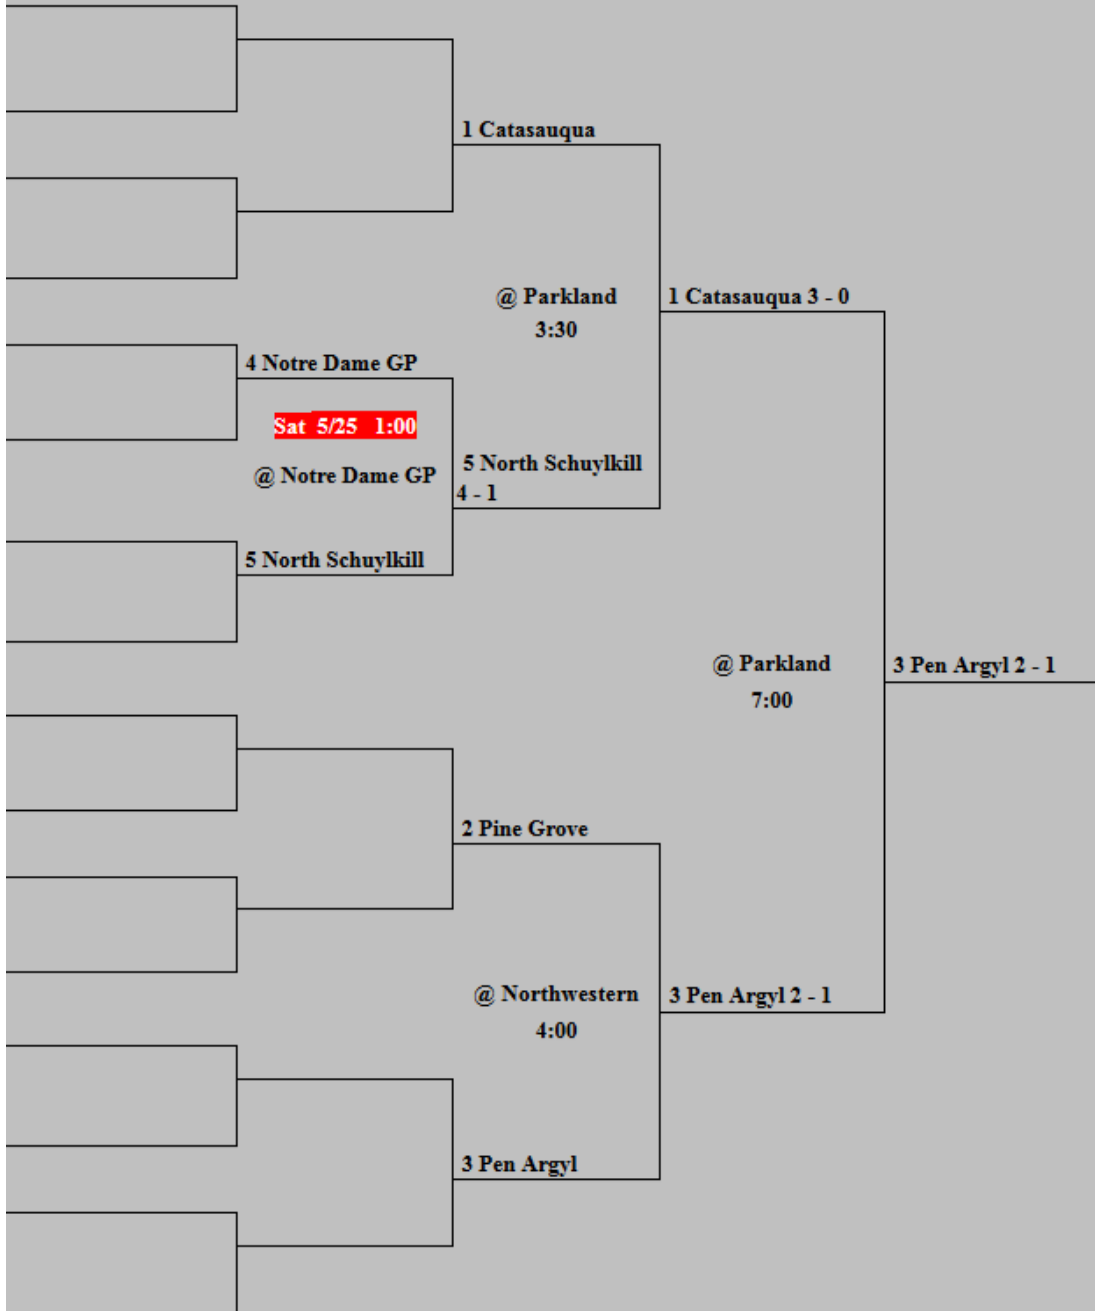 1 Catasauqua
@ Parkland
3:30
1 Catasauqua 3 - 0
4 Notre Dame GP
Sat 5/25 1:00
@ Notre Dame GP
5 North Schuylkill
4 - 1
5 North Schuylkill
@ Parkland
7:00
3 Pen Argyl 2 - 1
2 Pine Grove
@ Northwestern
4:00
3 Pen Argyl 2 - 1
3 Pen Argyl